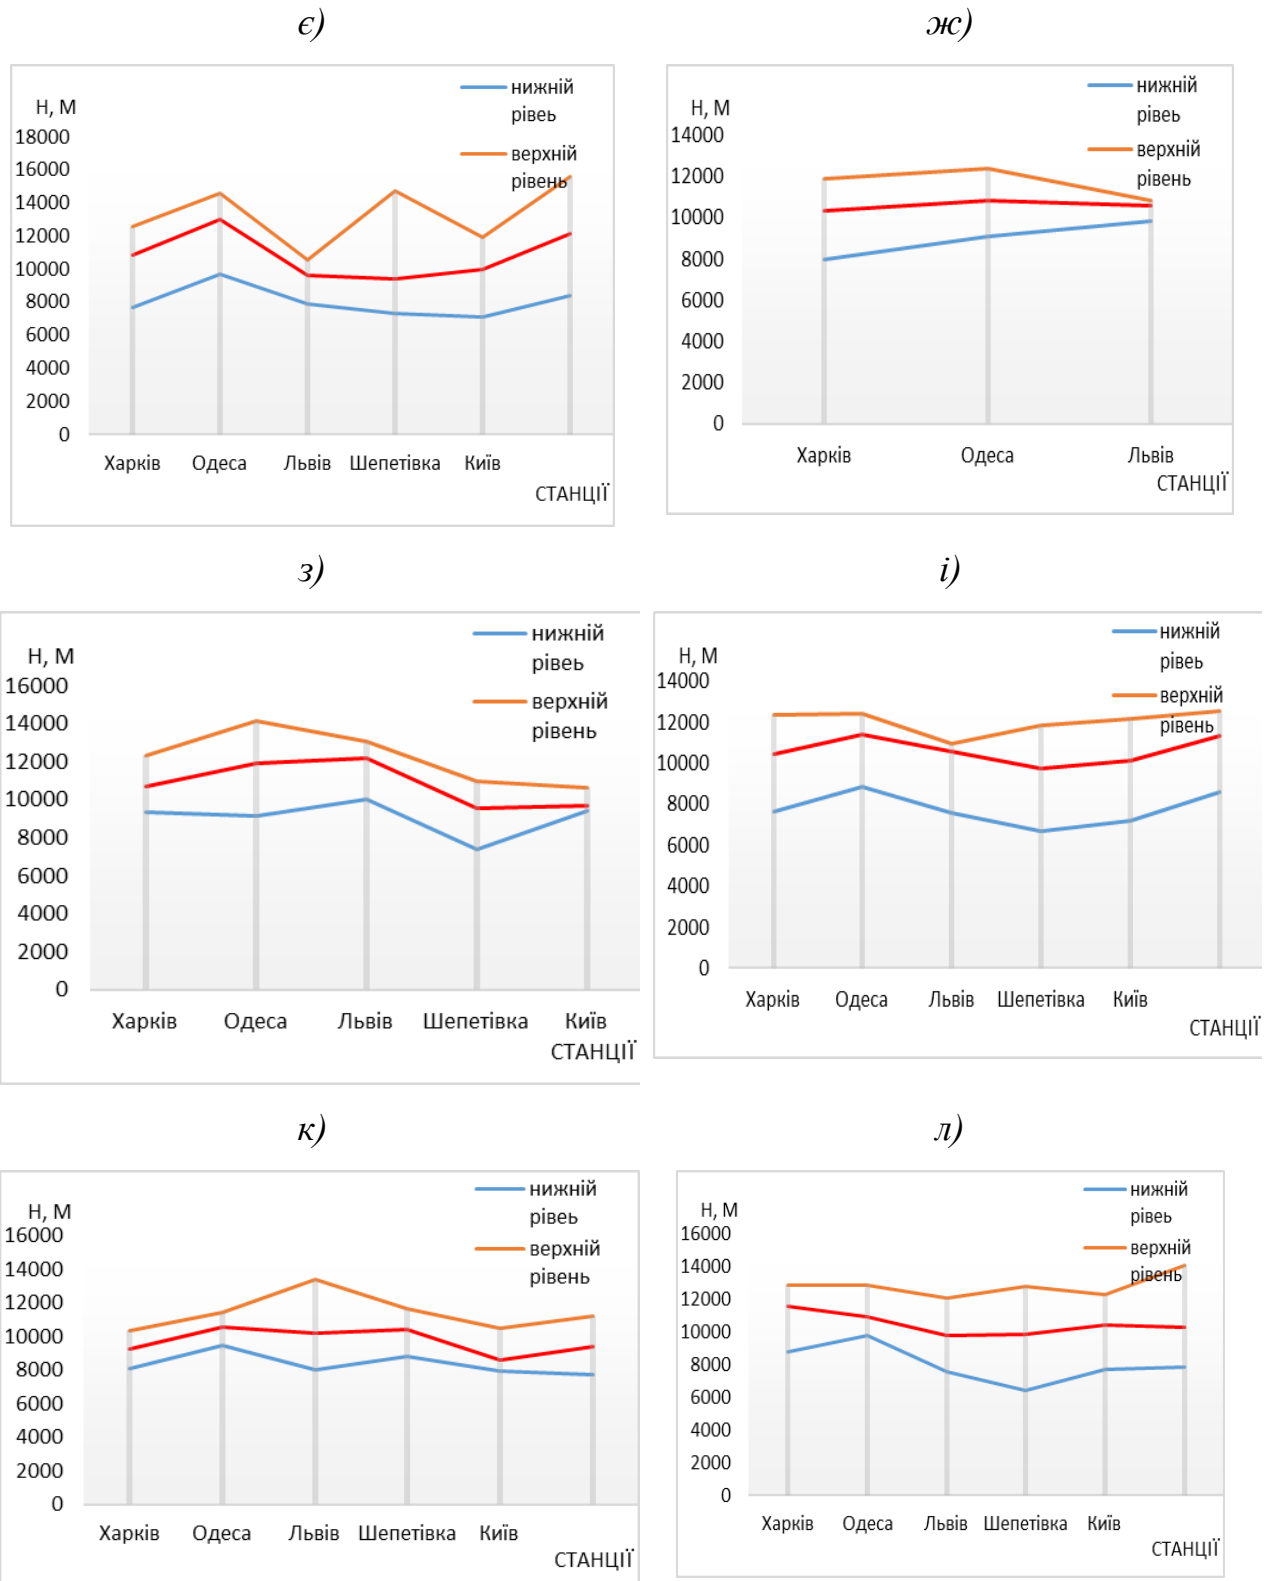 є)
ж)
нижній
рівеь
верхній
рівень
Н, М
18000
16000
14000
12000
10000
8000
6000
4000
2000
0
Харків Одеса Львів Шепетівка Київ
СТАНЦІЇ
нижній
рівеь
верхній
рівень
Н, М
14000
12000
10000
8000
6000
4000
2000
0
Харків Одеса Львів
СТАНЦІЇ
з)
і)
нижній
рівеь
верхній
рівень
Н, М
16000
14000
12000
10000
8000
6000
4000
2000
0
Харків Одеса Львів Шепетівка Київ
СТАНЦІЇ
нижній
рівеь
верхній
рівень
Н, М
14000
12000
10000
8000
6000
4000
2000
0
Харків Одеса Львів Шепетівка Київ
СТАНЦІЇ
к)
л)
нижній
рівеь
верхній
рівень
Н, М
16000
14000
12000
10000
8000
6000
4000
2000
0
Харків Одеса Львів Шепетівка Київ
СТАНЦІЇ
нижній
рівеь
верхній
рівень
Н, М
16000
14000
12000
10000
8000
6000
4000
2000
0
Харків Одеса Львів Шепетівка Київ
СТАНЦІЇ